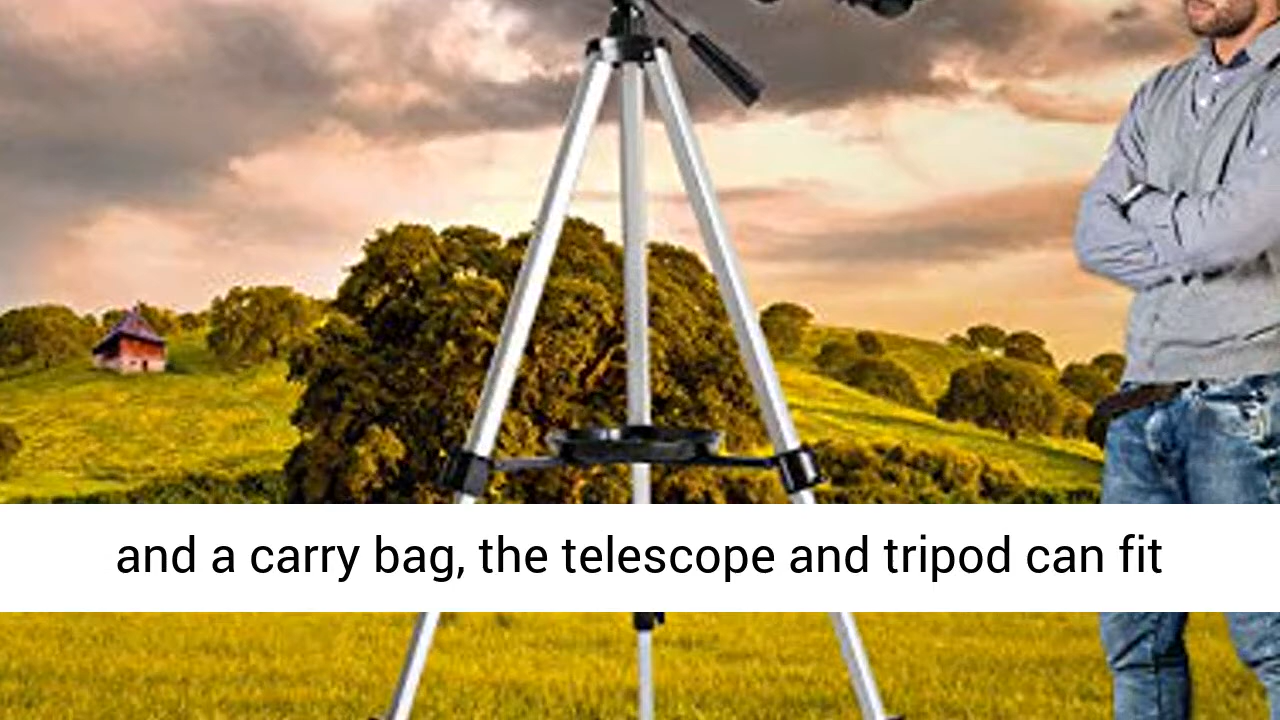 and a carry bag, the telescope and tripod can fit